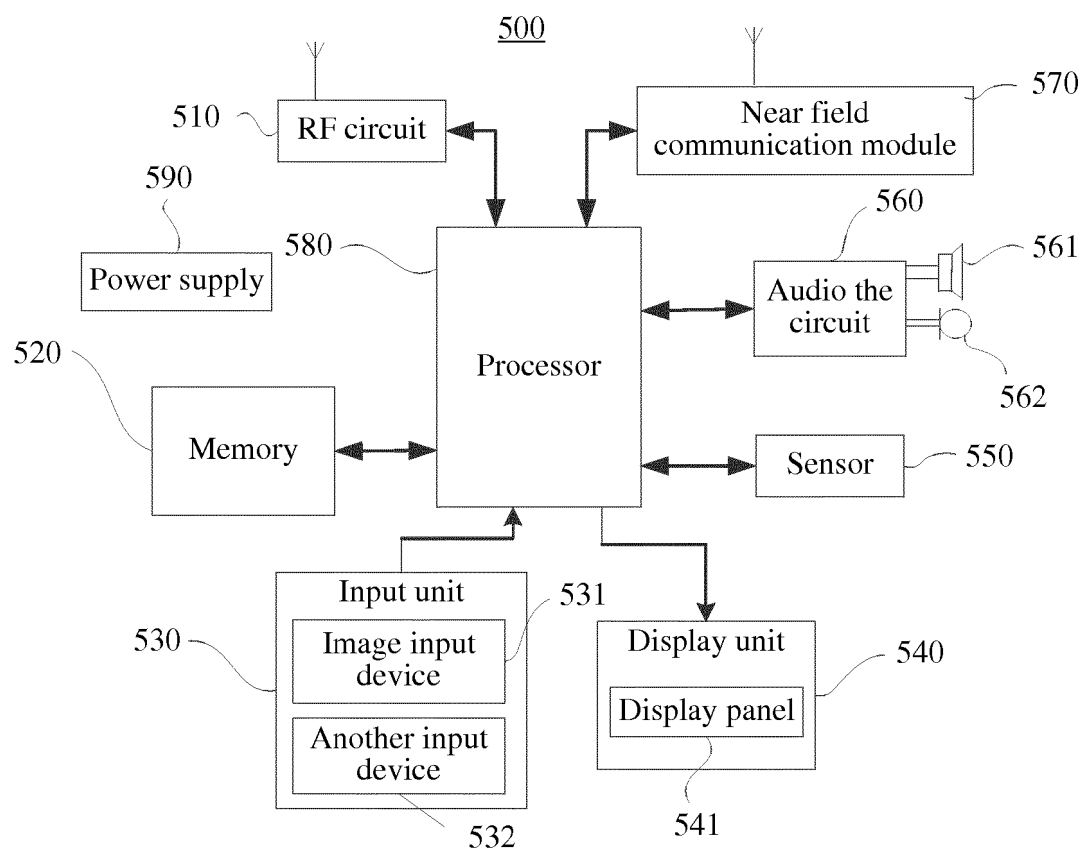 500
510
RF circuit
Near field
communication module
570
590
Power supply
580
Processor
560
Audio the
circuit
561
562
520
Memory
Sensor
550
Input unit
530
Image input
device
531
Another input
device
532
Display unit
540
Display panel
541